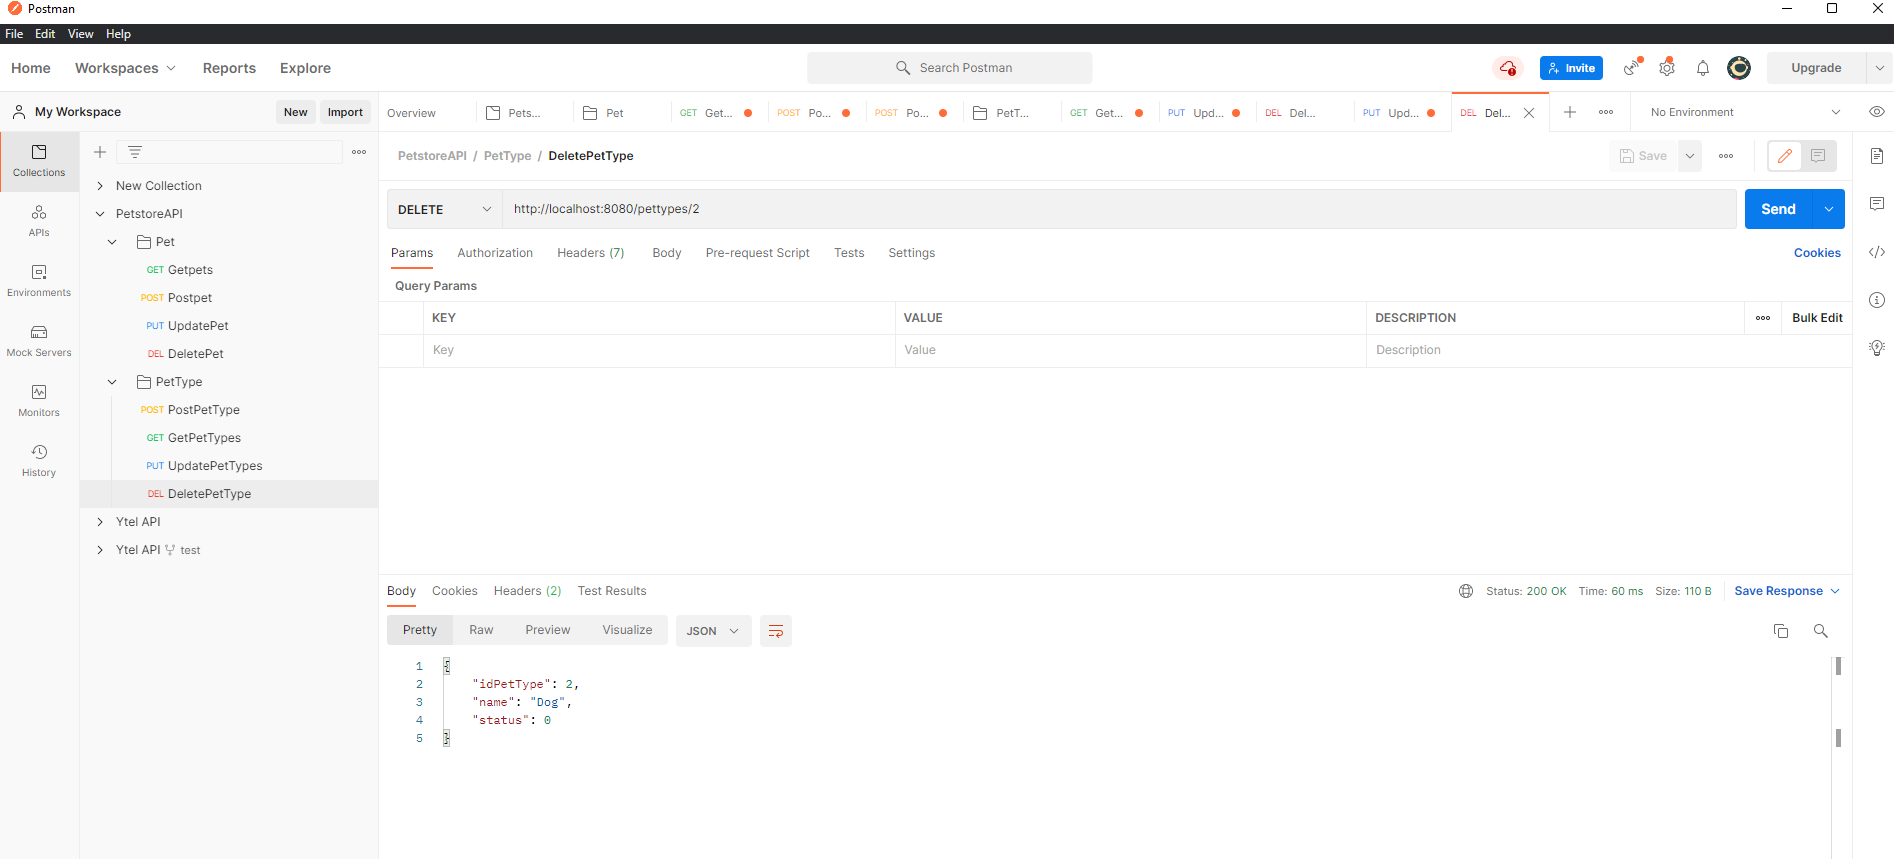 Postman
File Edit View Help
Home Workspaces Reports Explore Search Postman Invite Upgrade
My Workspace New Import Overview Pets... Pet GET Get... POST Po... POST Po... PetT... GET Get... PUT Upd... DEL Del... PUT Upd... DEL Del... No Environment
Collections
APIs
Environments
Mock Servers
Monitors
History
New Collection
PetstoreAPI
Pet
GET Getpets
POST Postpet
PUT UpdatePet
DEL DeletePet
PetType
POST PostPetType
GET GetPetTypes
PUT UpdatePetTypes
DEL DeletePetType
Ytel API
Ytel API test
PetstoreAPI / PetType / DeletePetType Save
DELETE http://localhost:8080/pettypes/2 Send
Params Authorization Headers (7) Body Pre-request Script Tests Settings Cookies
Query Params
KEY VALUE DESCRIPTION Bulk Edit
Key Value Description
Body Cookies Headers (2) Test Results Status: 200 OK Time: 60 ms Size: 110 B Save Response
Pretty Raw Preview Visualize JSON
1 {
2 "idPetType": 2,
3 "name": "Dog",
4 "status": 0
5 }